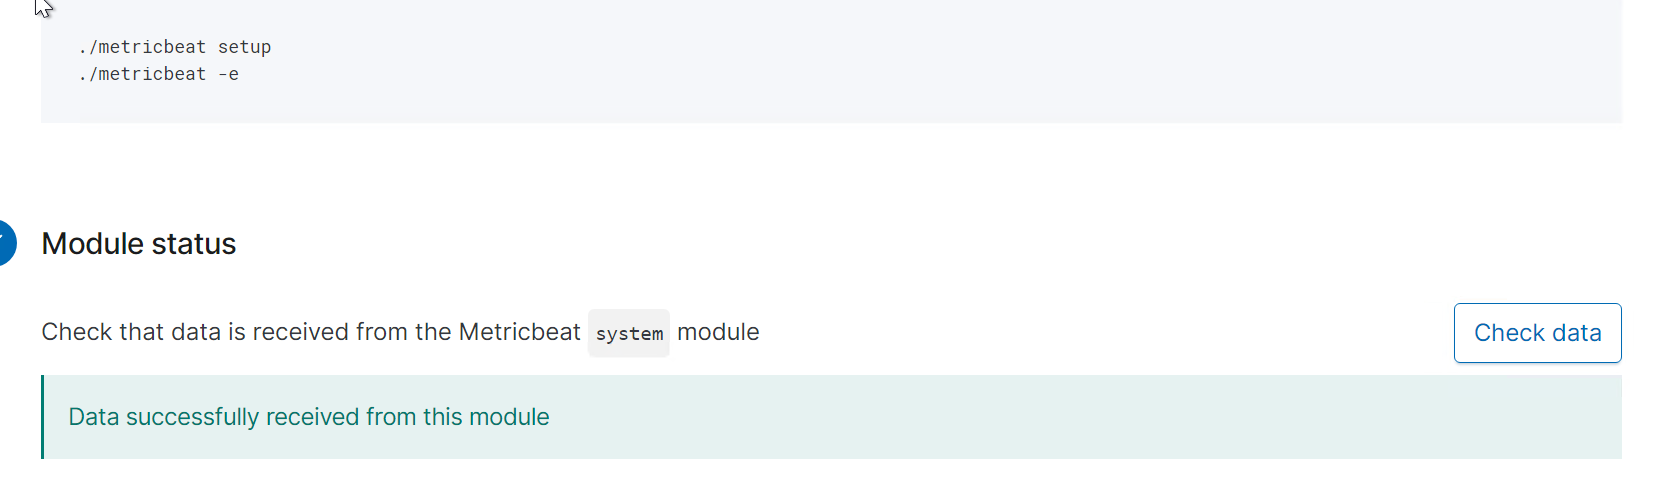 ./metricbeat setup
./metricbeat -e
Module status
Check that data is received from the Metricbeat system module
Check data
Data successfully received from this module